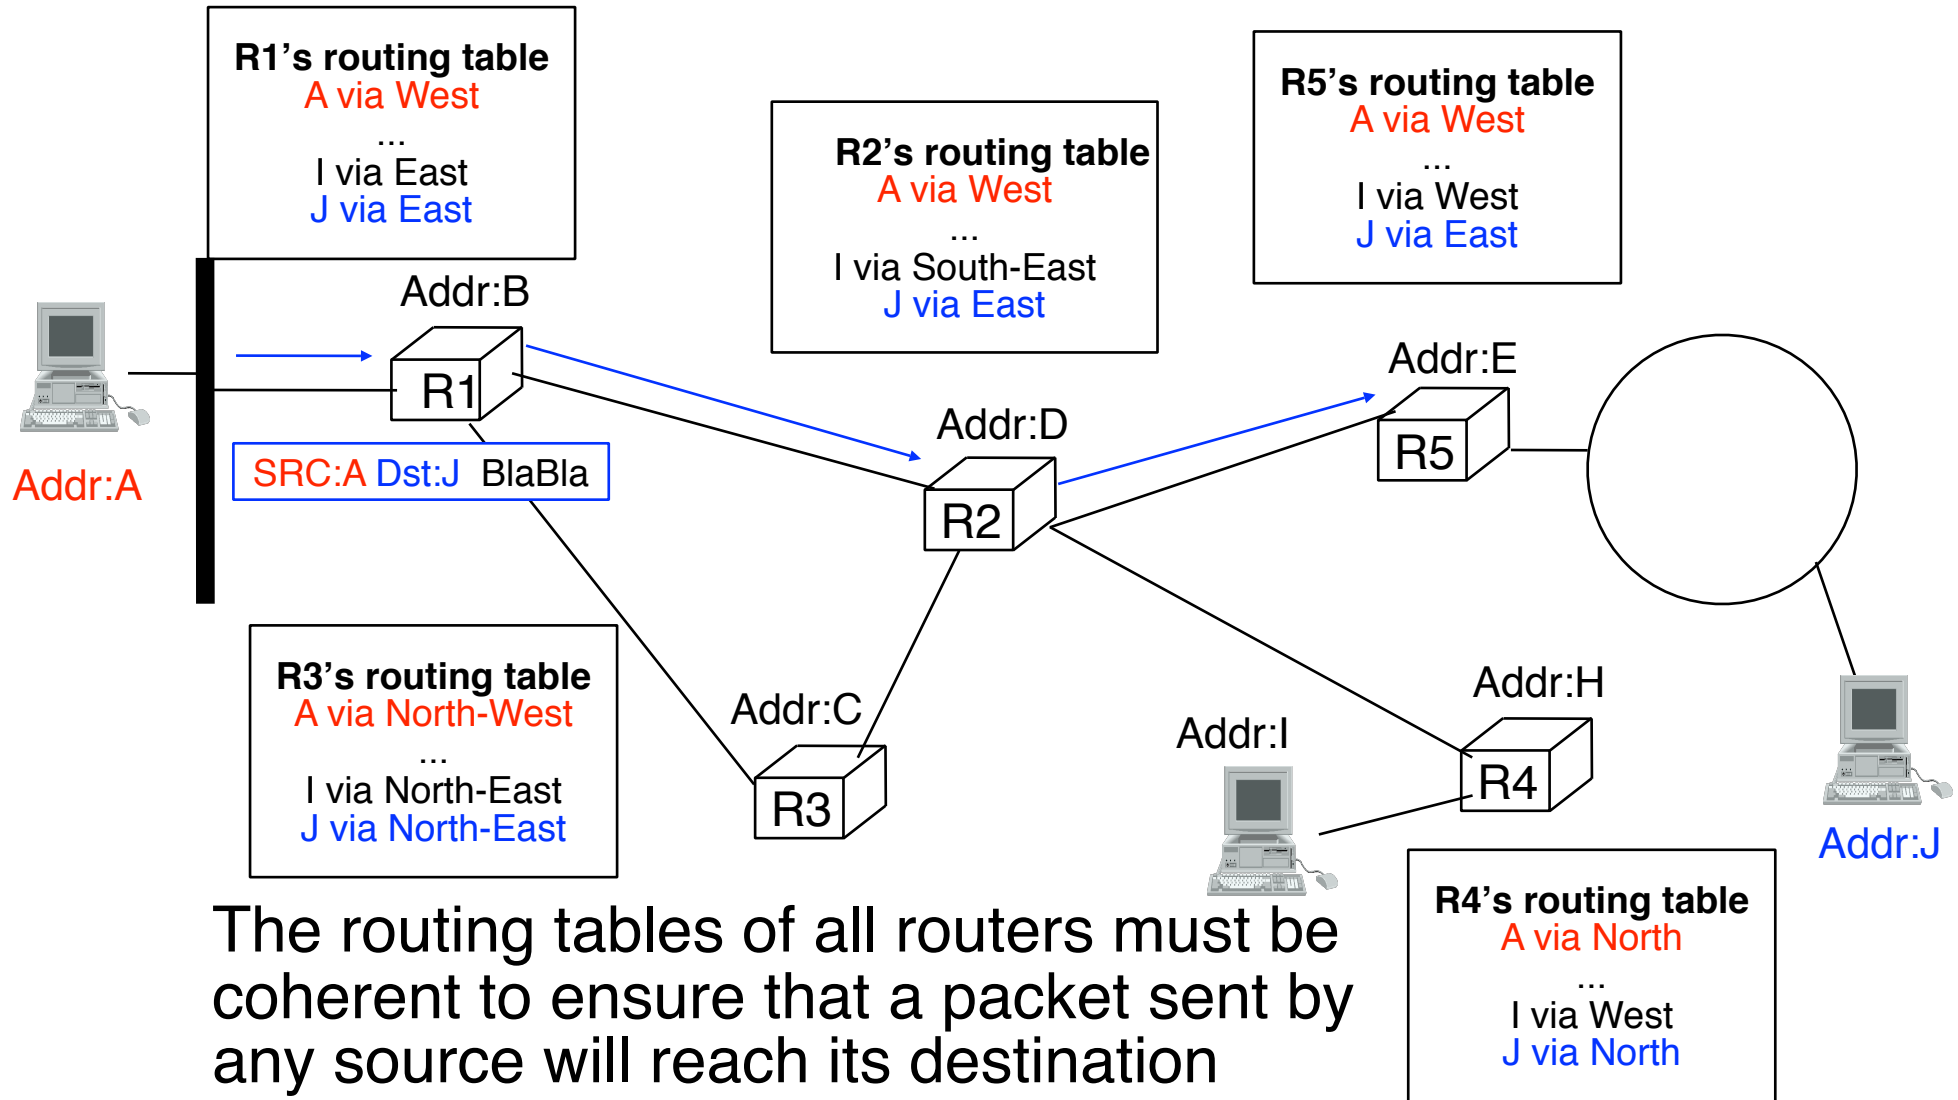 R1’s routing table
A via West
...
I via East
J via East
R2’s routing table
A via West
...
I via South-East
J via East
R5’s routing table
A via West
...
I via West
J via East
Addr:B
R1
Addr:E
R5
Addr:D
R2
Addr:A
SRC:A Dst:J BlaBla
R3’s routing table
A via North-West
...
I via North-East
J via North-East
Addr:C
R3
Addr:I
Addr:H
R4
Addr:J
R4’s routing table
A via North
...
I via West
J via North
The routing tables of all routers must be
coherent to ensure that a packet sent by
any source will reach its destination